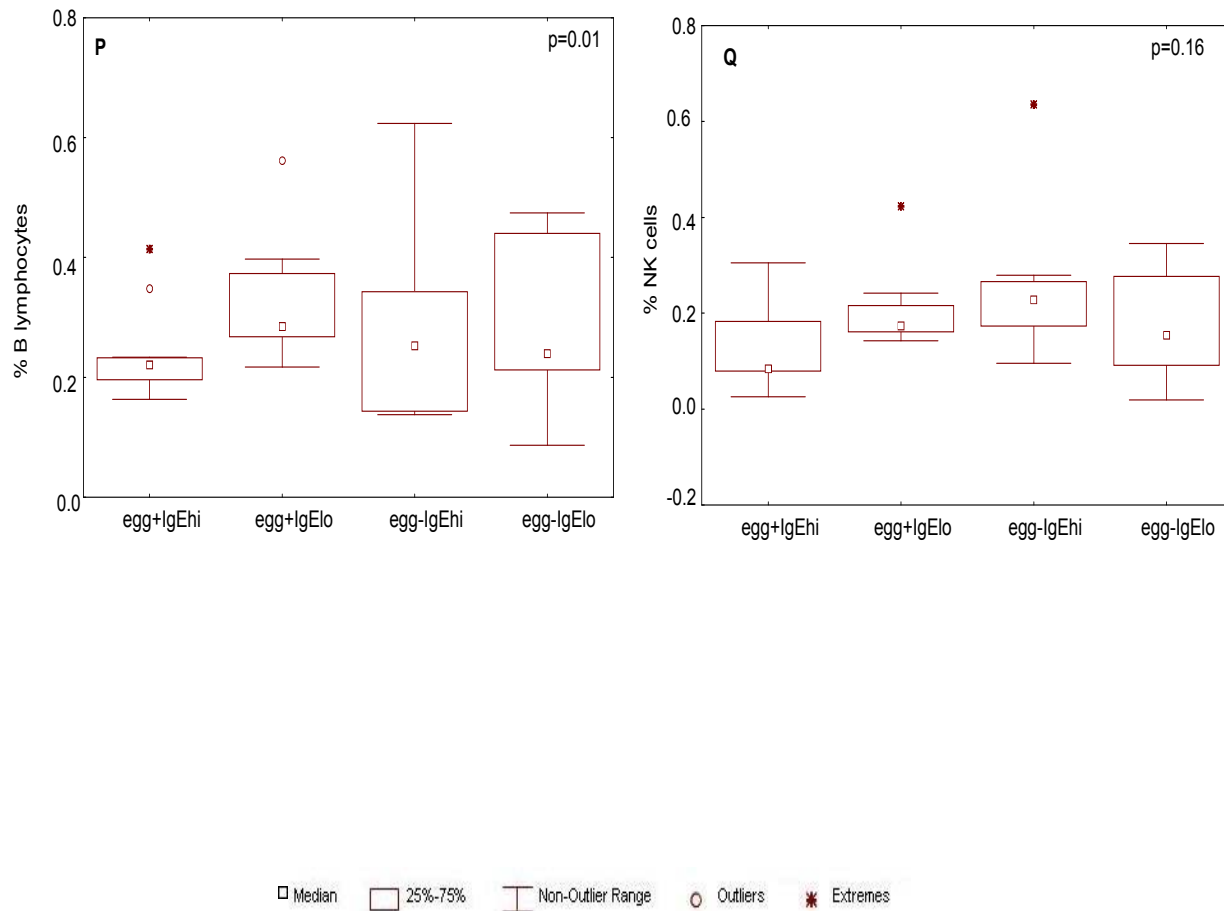 P
p=0.01
0.8
0.6
0.4
0.2
0.0
% B lymphocytes
egg+IgEhi egg+IgElo egg-IgEhi egg-IgElo
Q
p=0.16
0.8
0.6
0.4
0.2
0.0
-0.2
% NK cells
egg+IgEhi egg+IgElo egg-IgEhi egg-IgElo
Median 25%-75% Non-Outlier Range Outliers Extremes